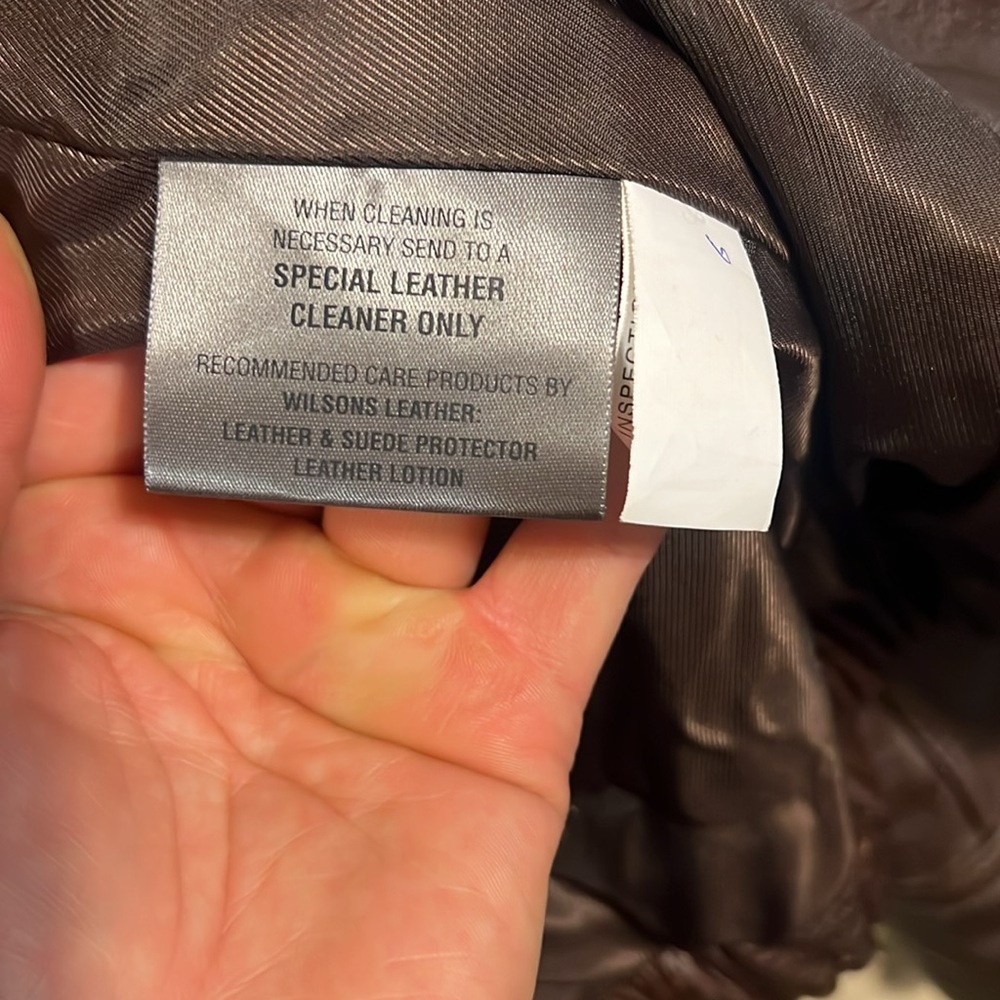 WHEN CLEANING IS
NECESSARY SEND TO A
SPECIAL LEATHER
CLEANER ONLY
RECOMMENDED CARE PRODUCTS BY
WILSONS LEATHER:
LEATHER & SUEDE PROTECTOR
LEATHER LOTION